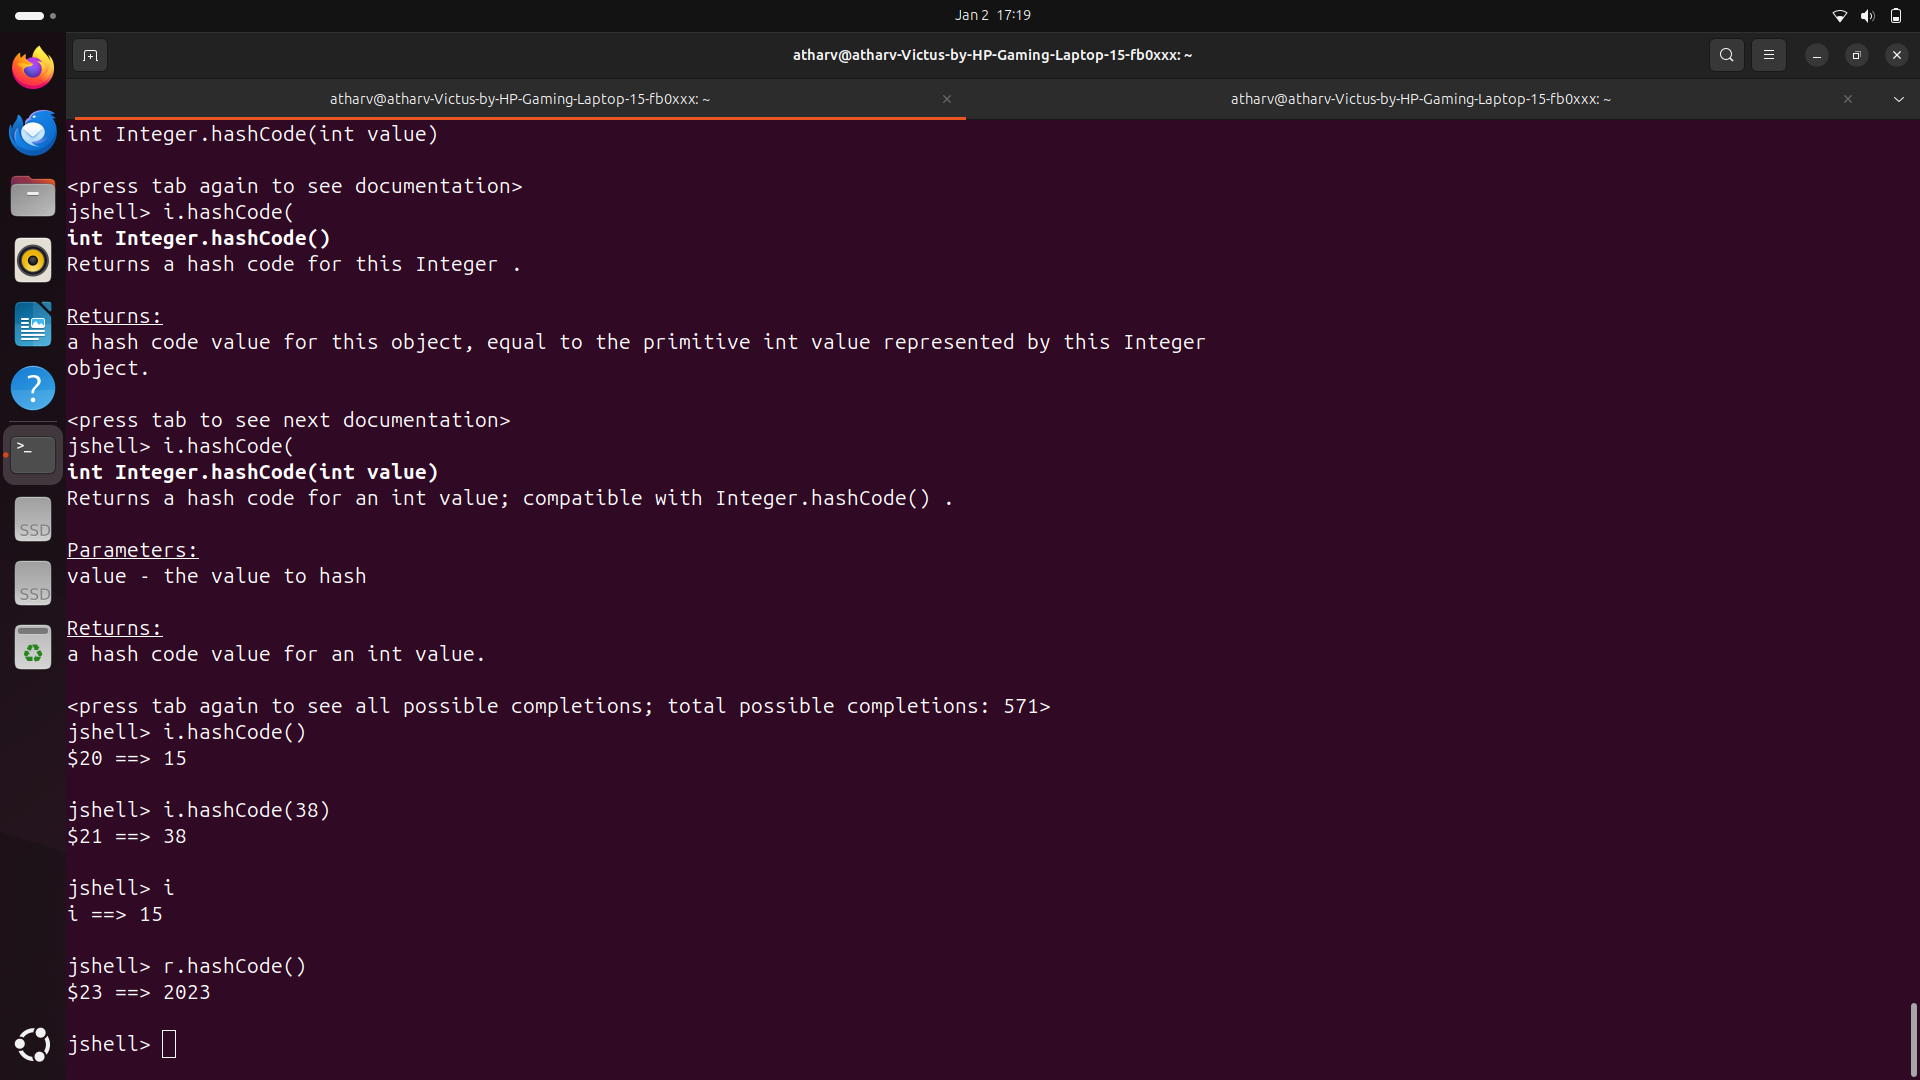 Jan 2 17:19
atharv@atharv-Victus-by-HP-Gaming-Laptop-15-fb0xxx: ~
atharv@atharv-Victus-by-HP-Gaming-Laptop-15-fb0xxx: ~
atharv@atharv-Victus-by-HP-Gaming-Laptop-15-fb0xxx: ~
int Integer.hashCode(int value)
<press tab again to see documentation>
jshell> i.hashCode(
int Integer.hashCode()
Returns a hash code for this Integer .
Returns:
a hash code value for this object, equal to the primitive int value represented by this Integer
object.
<press tab to see next documentation>
jshell> i.hashCode(
int Integer.hashCode(int value)
Returns a hash code for an int value; compatible with Integer.hashCode() .
Parameters:
value - the value to hash
Returns:
a hash code value for an int value.
<press tab again to see all possible completions; total possible completions: 571>
jshell> i.hashCode()
$20 ==> 15
jshell> i.hashCode(38)
$21 ==> 38
jshell> i
i ==> 15
jshell> r.hashCode()
$23 ==> 2023
jshell>
?
>_
SSD
SSD